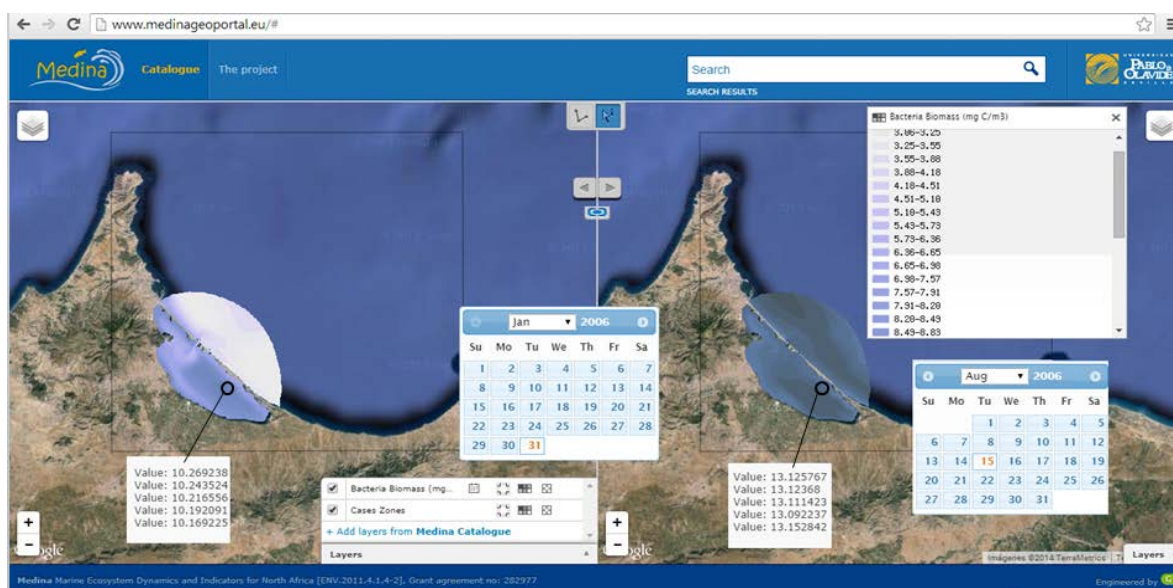 www.medinageoportal.eu/#
Medina
Catalogue
The project
Search
SEARCH RESULTS
UNIVERSIDAD
PABLO DE
OLAVIDE
SEVILLA
Bacteria Biomass (mg C/m3)
3.06-3.25
3.25-3.55
3.55-3.88
3.88-4.18
4.18-4.51
4.51-5.10
5.10-5.43
5.43-5.73
5.73-6.36
6.36-6.65
6.65-6.98
6.98-7.57
7.57-7.91
7.91-8.20
8.20-8.49
8.49-8.83
Jan 2006
Su Mo Tu We Th Fr Sa
1 2 3 4 5 6 7
8 9 10 11 12 13 14
15 16 17 18 19 20 21
22 23 24 25 26 27 28
29 30 31
Aug 2006
Su Mo Tu We Th Fr Sa
1 2 3 4 5
6 7 8 9 10 11 12
13 14 15 16 17 18 19
20 21 22 23 24 25 26
27 28 29 30 31
Value: 10.269238
Value: 10.243524
Value: 10.216556
Value: 10.192091
Value: 10.169225
Value: 13.125767
Value: 13.12368
Value: 13.111423
Value: 13.092237
Value: 13.152842
Bacteria Biomass (mg...
Cases Zones
+ Add layers from Medina Catalogue
Layers
+
-
+
-
Imágenes ©2014 TerraMetrics
Layers
Medina Marine Ecosystem Dynamics and Indicators for North Africa [ENV.2011.4.1.4-2]. Grant agreement no: 282977
Engineered by